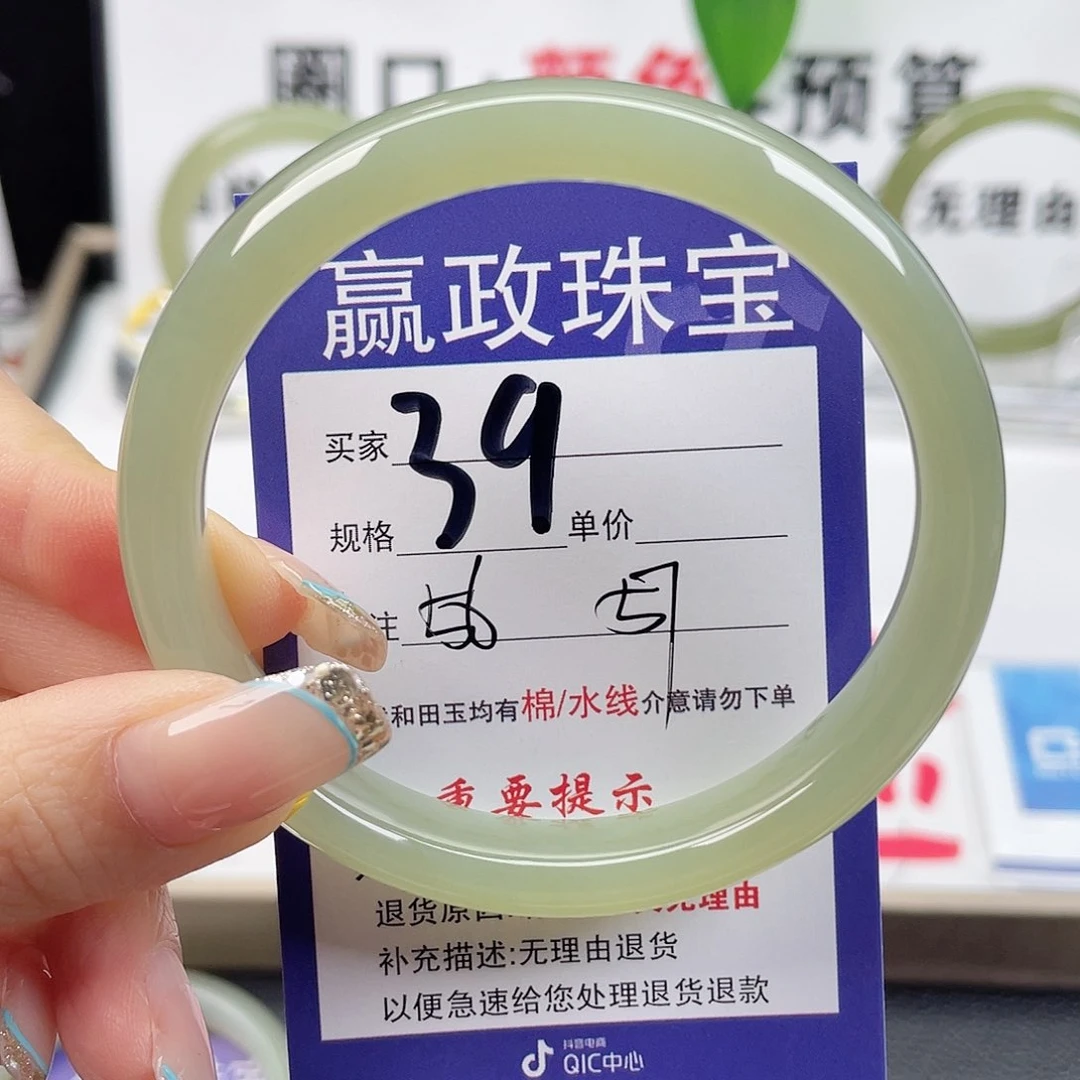 圈口 颜色 预算
无理由
赢政珠宝
买家 39
规格 单价
注 56
和田玉均有棉/水线介意请勿下单
重要提示
退货原因: 无理由
补充描述:无理由退货
以便急速给您处理退货退款
抖音电商
QIC中心